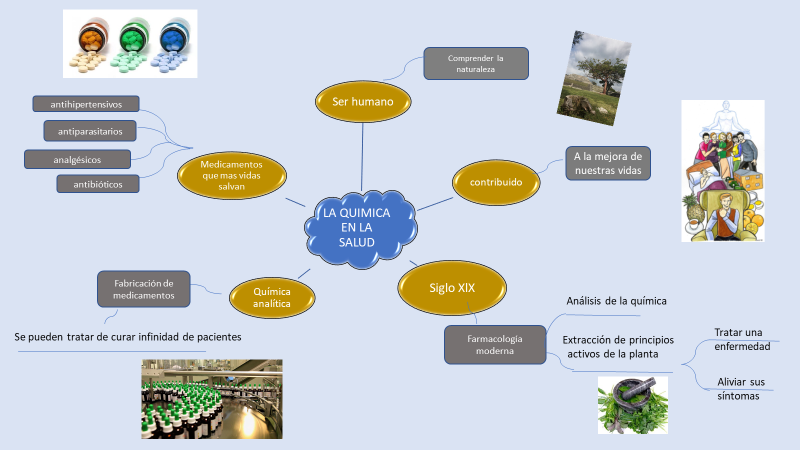 LA QUIMICA
EN LA
SALUD
Ser humano
Comprender la
naturaleza
contribuido
A la mejora de
nuestras vidas
Siglo XlX
Farmacología
moderna
Análisis de la química
Extracción de principios
activos de la planta
Tratar una
enfermedad
Aliviar sus
síntomas
Química
analítica
Fabricación de
medicamentos
Se pueden tratar de curar infinidad de pacientes
Medicamentos
que mas vidas
salvan
antihipertensivos
antiparasitarios
analgésicos
antibióticos